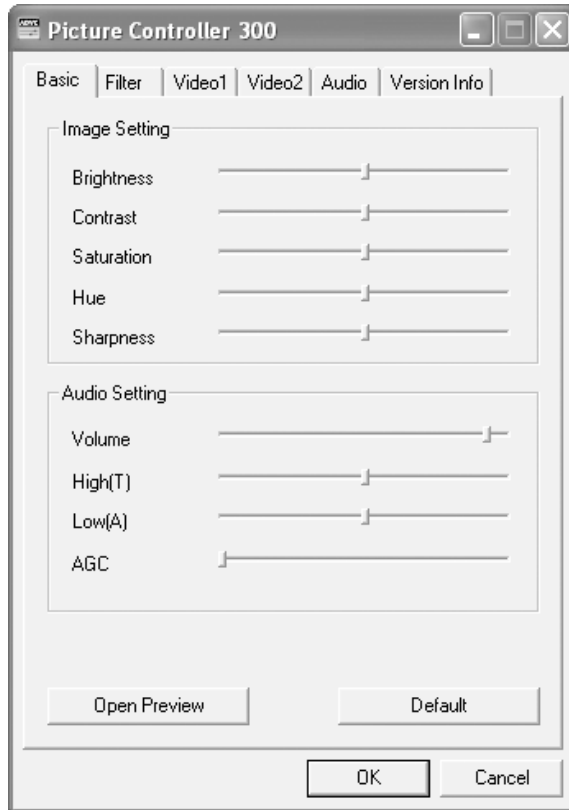 Picture Controller 300
Basic Filter Video1 Video2 Audio Version Info
Image Setting
Brightness
Contrast
Saturation
Hue
Sharpness
Audio Setting
Volume
High(T)
Low(A)
AGC
Open Preview Default
OK Cancel